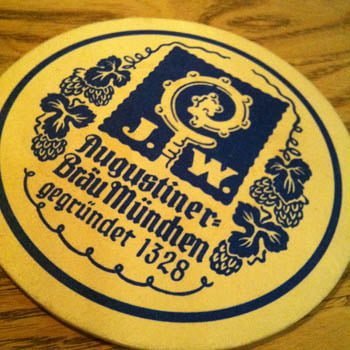 J. W.
Augustiner-
Bräu München
gegründet 1328